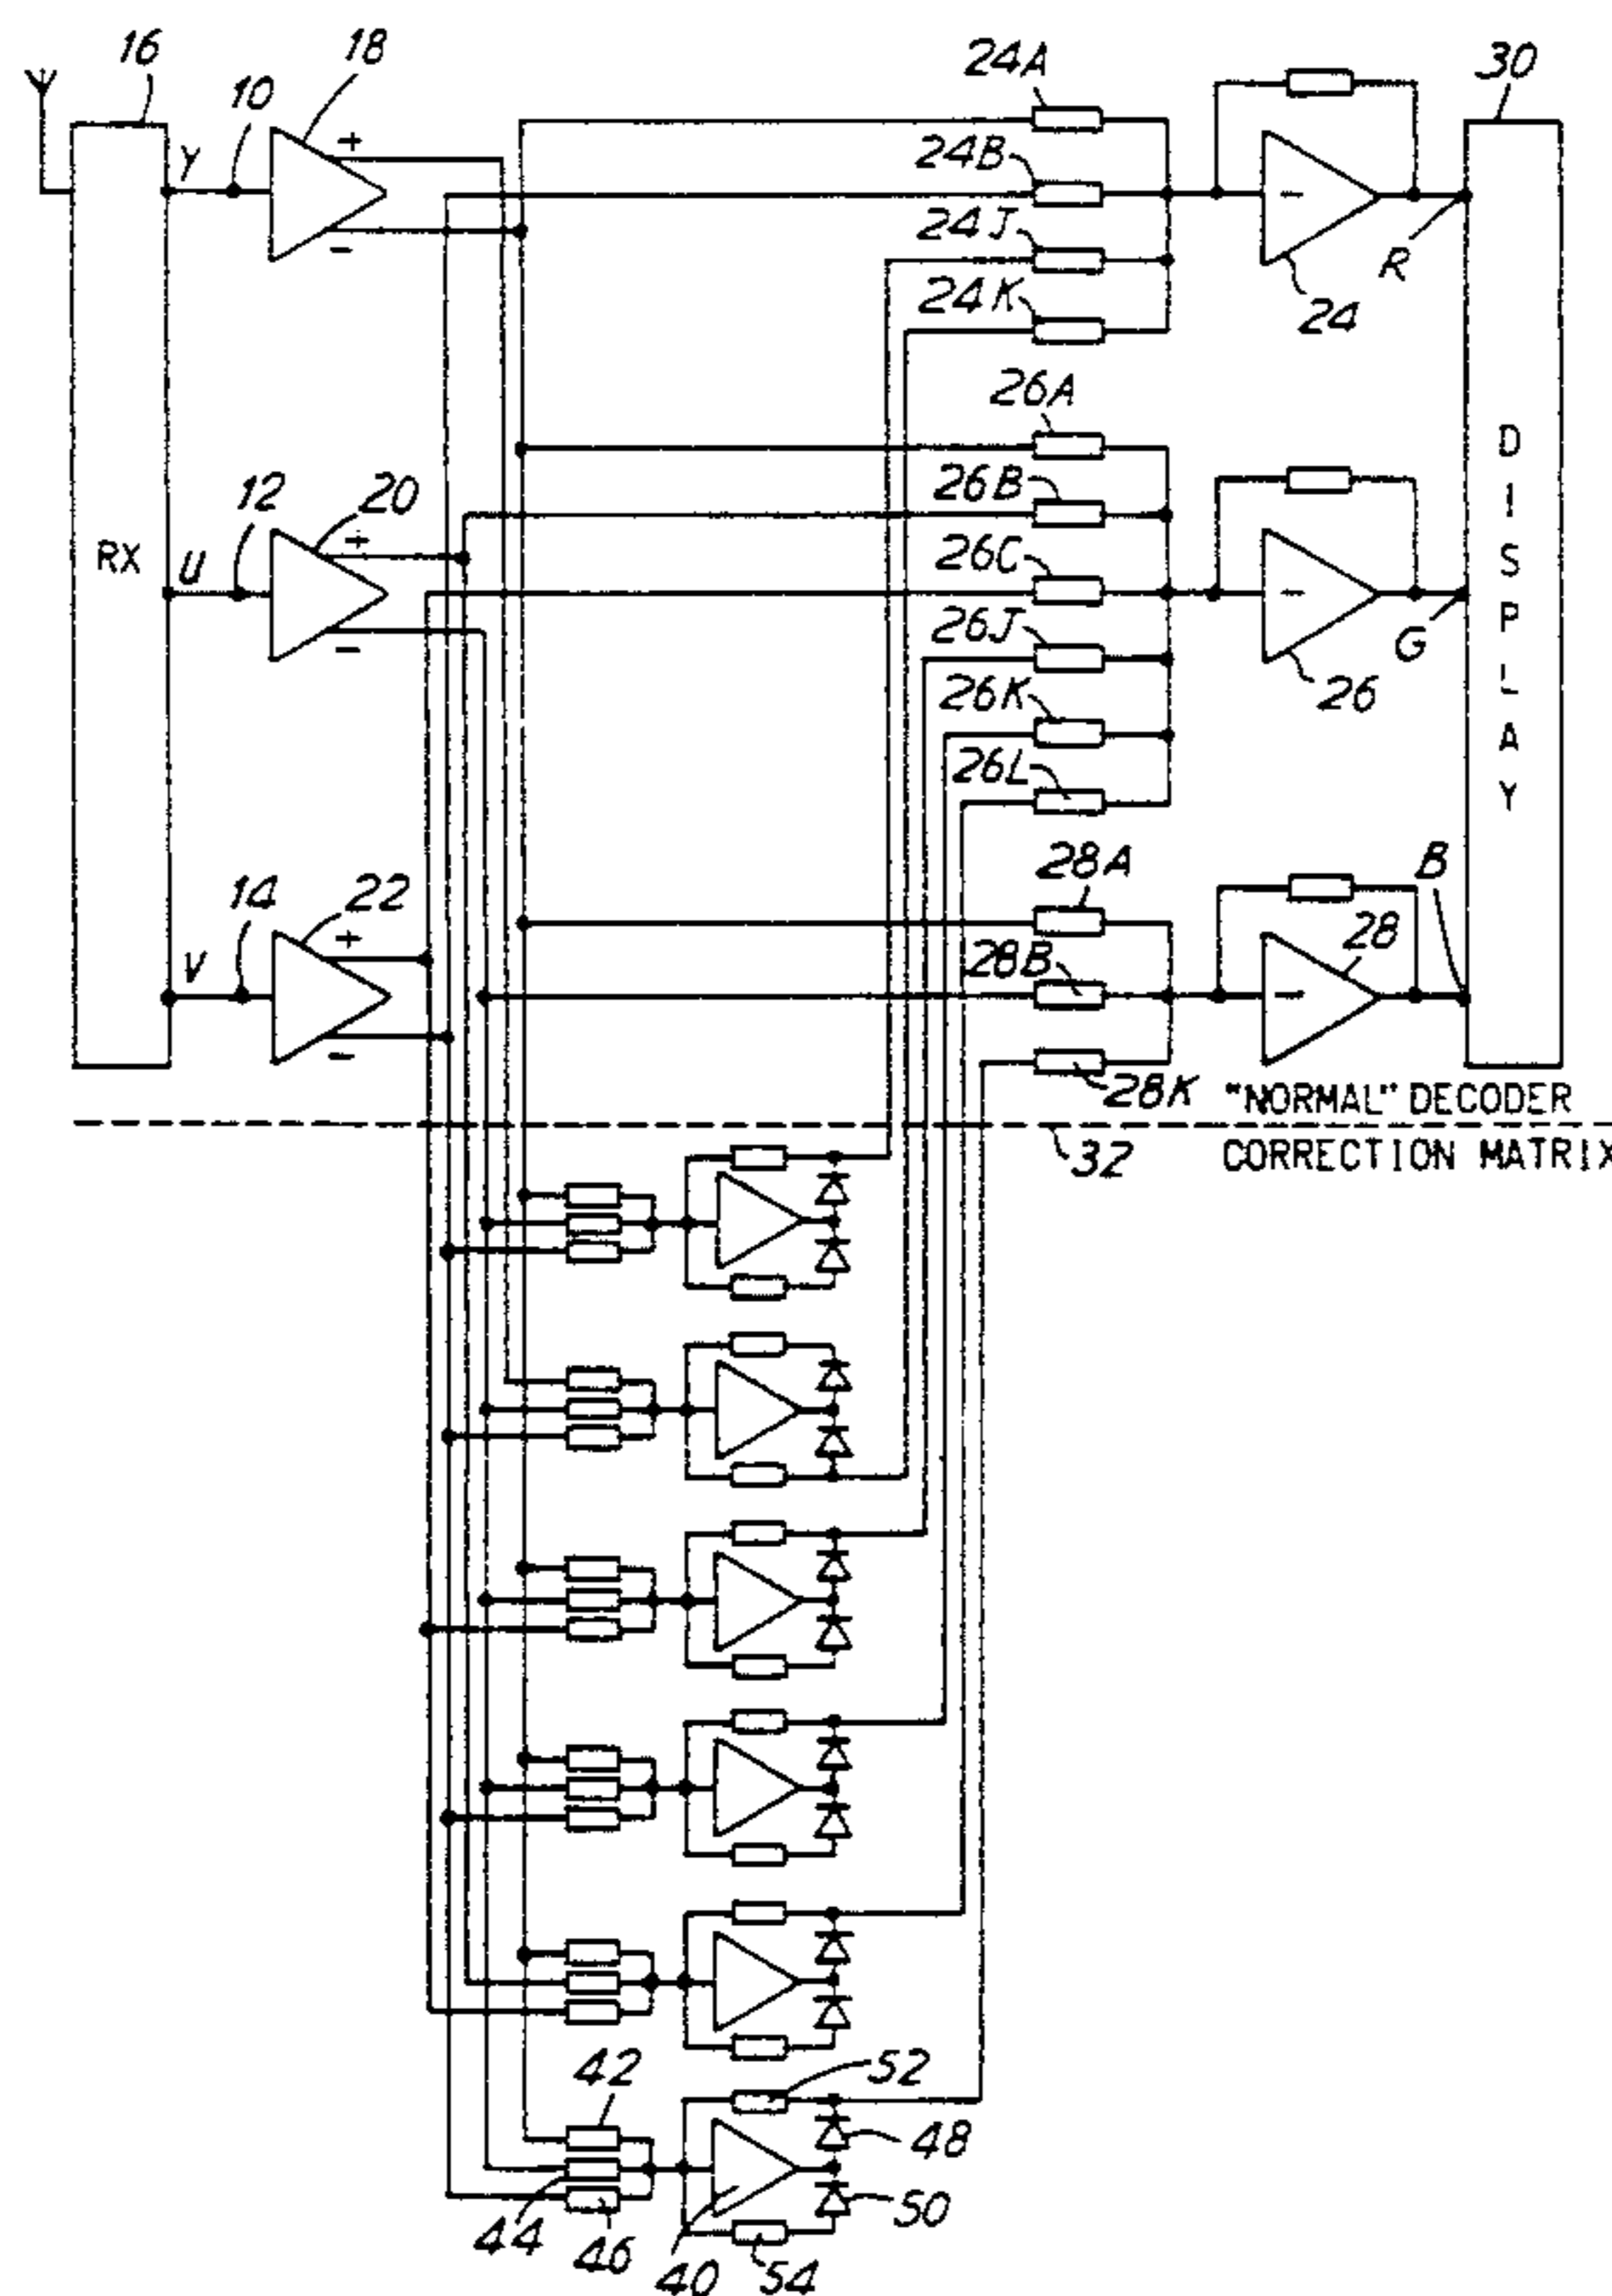 16
18
24A
30
10
Y
+
24B
−
24J
R
24K
24
26A
D
I
S
P
L
A
Y
12
20
26B
RX
U
+
26C
−
−
26J
G
26K
26
26L
14
22
28A
B
V
+
28B
28
−
−
28K
"NORMAL" DECODER
32
CORRECTION MATRIX
42
52
48
44
46
40
54
50